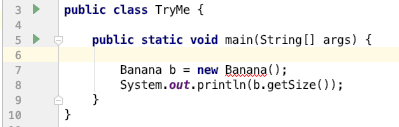 3 public class TryMe {
4
5 public static void main(String[] args) {
6
7 Banana b = new Banana();
8 System.out.println(b.getSize());
9 }
10 }